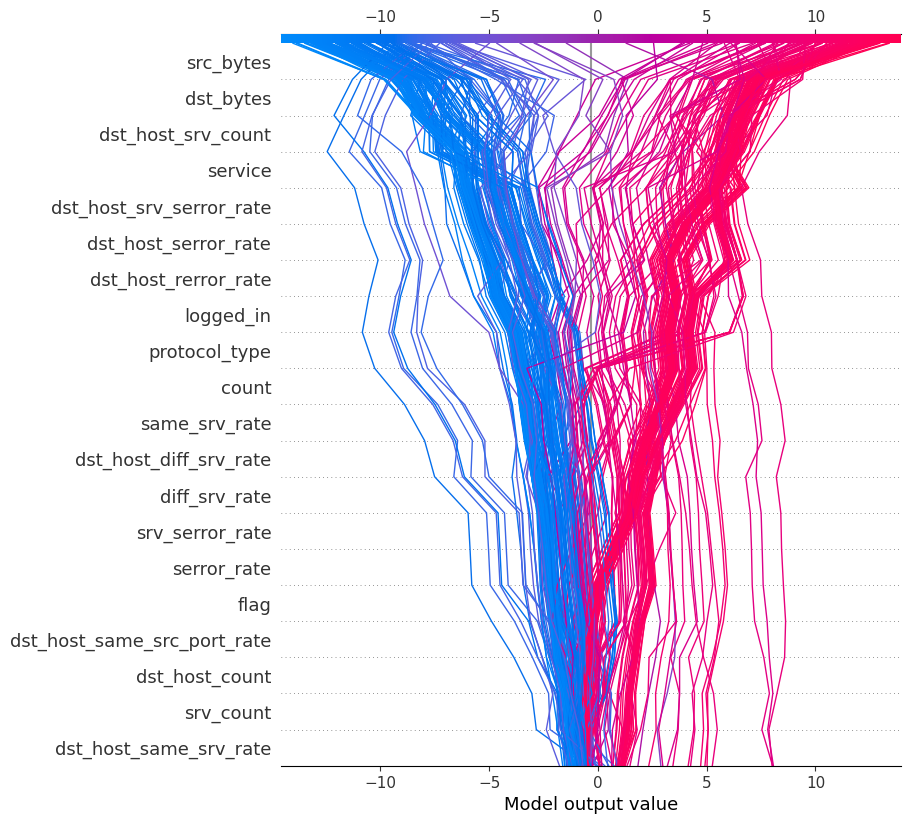 −10 −5 0 5 10
src_bytes
dst_bytes
dst_host_srv_count
service
dst_host_srv_serror_rate
dst_host_serror_rate
dst_host_rerror_rate
logged_in
protocol_type
count
same_srv_rate
dst_host_diff_srv_rate
diff_srv_rate
srv_serror_rate
serror_rate
flag
dst_host_same_src_port_rate
dst_host_count
srv_count
dst_host_same_srv_rate
−10 −5 0 5 10
Model output value